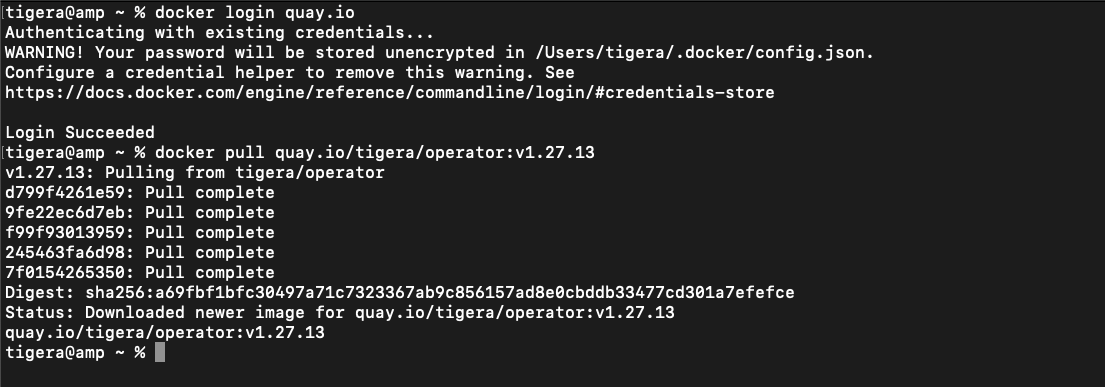 tigera@amp ~ % docker login quay.io
Authenticating with existing credentials...
WARNING! Your password will be stored unencrypted in /Users/tigera/.docker/config.json.
Configure a credential helper to remove this warning. See
https://docs.docker.com/engine/reference/commandline/login/#credentials-store

Login Succeeded
tigera@amp ~ % docker pull quay.io/tigera/operator:v1.27.13
v1.27.13: Pulling from tigera/operator
d799f4261e59: Pull complete
9fe22ec6d7eb: Pull complete
f99f93013959: Pull complete
245463fa6d98: Pull complete
7f0154265350: Pull complete
Digest: sha256:a69fbf1bfc30497a71c7323367ab9c856157ad8e0cbddb33477cd301a7efefce
Status: Downloaded newer image for quay.io/tigera/operator:v1.27.13
quay.io/tigera/operator:v1.27.13
tigera@amp ~ %